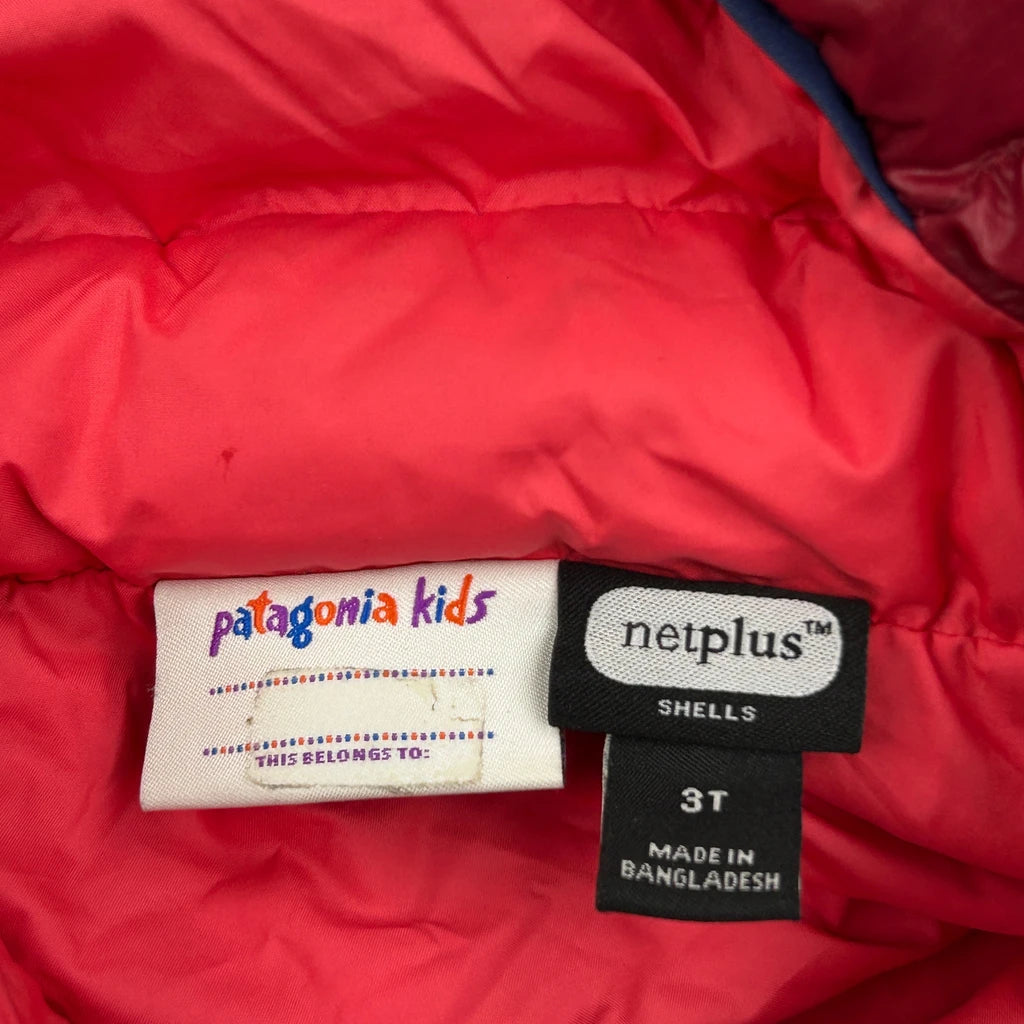 patagonia kids
THIS BELONGS TO:
netplus™
SHELLS
3T
MADE IN
BANGLADESH